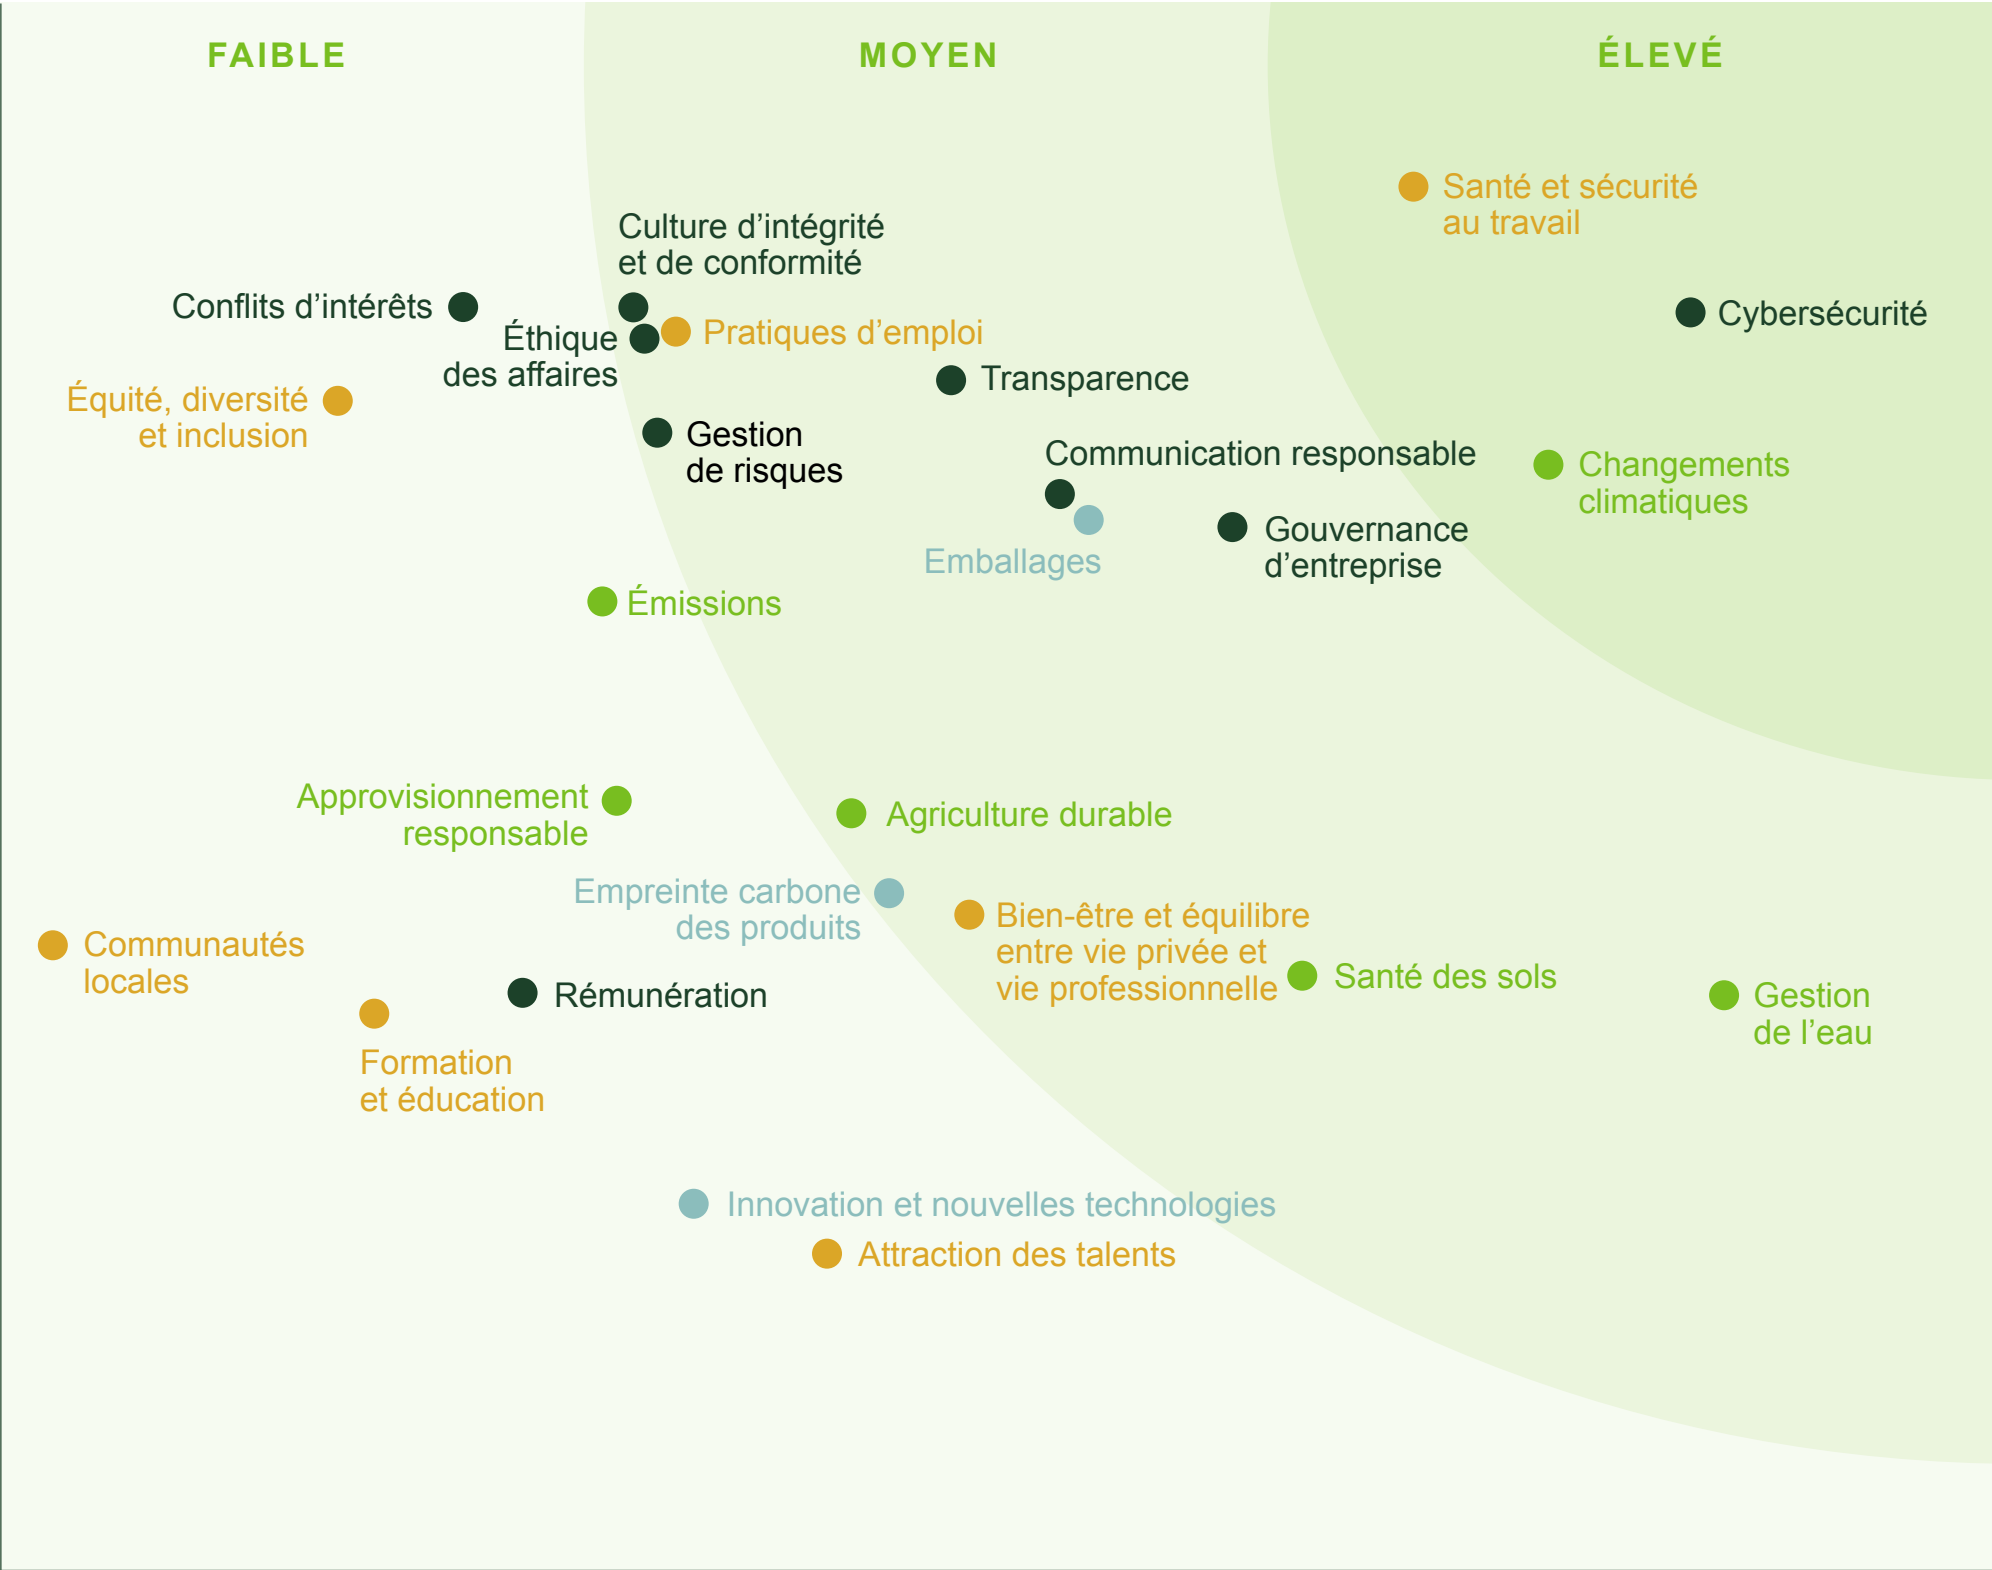 FAIBLE
MOYEN
ÉLEVÉ
Santé et sécurité
au travail
Culture d’intégrité
et de conformité
Conflits d’intérêts
Cybersécurité
Éthique
des affaires
Pratiques d’emploi
Transparence
Équité, diversité
et inclusion
Gestion
de risques
Communication responsable
Changements
climatiques
Gouvernance
d’entreprise
Emballages
Émissions
Approvisionnement
responsable
Agriculture durable
Empreinte carbone
des produits
Bien-être et équilibre
entre vie privée et
vie professionnelle
Communautés
locales
Santé des sols
Rémunération
Gestion
de l’eau
Formation
et éducation
Innovation et nouvelles technologies
Attraction des talents